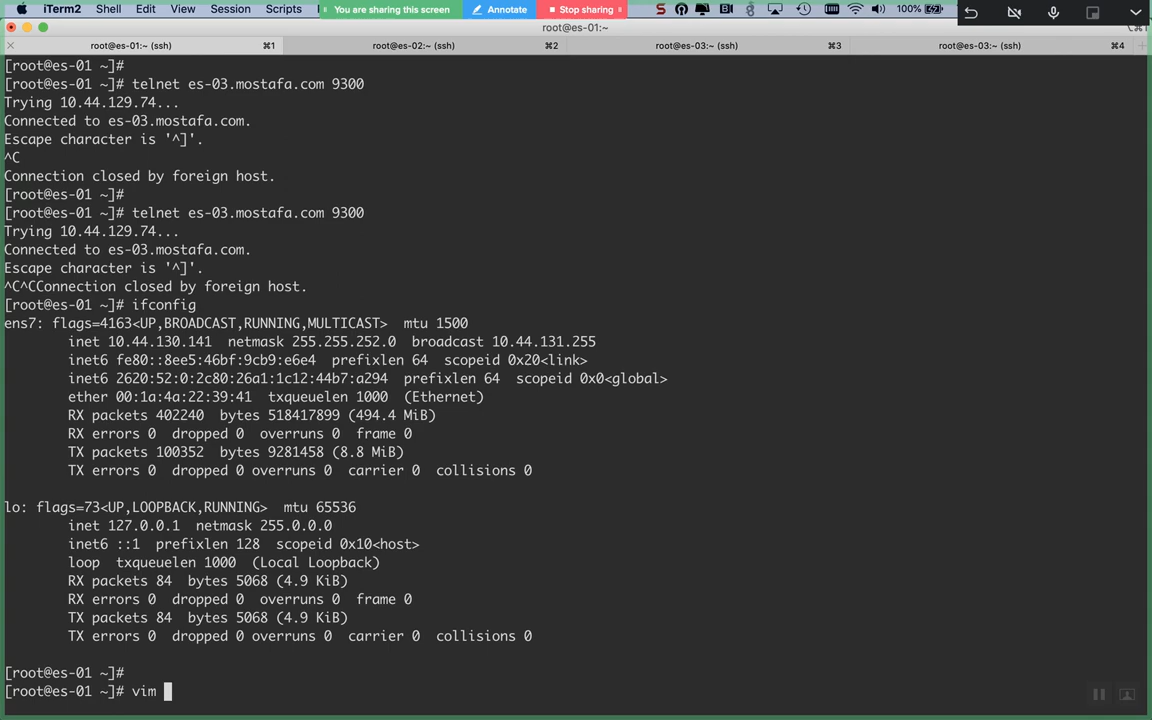 iTerm2 Shell Edit View Session Scripts You are sharing this screen Annotate Stop sharing 100%
root@es-01:~ (ssh)
root@es-01:~ (ssh) ⌘1 root@es-02:~ (ssh) ⌘2 root@es-03:~ (ssh) ⌘3 root@es-03:~ (ssh) ⌘4
[root@es-01 ~]#
[root@es-01 ~]# telnet es-03.mostafa.com 9300
Trying 10.44.129.74...
Connected to es-03.mostafa.com.
Escape character is '^]'.
^C
Connection closed by foreign host.
[root@es-01 ~]#
[root@es-01 ~]# telnet es-03.mostafa.com 9300
Trying 10.44.129.74...
Connected to es-03.mostafa.com.
Escape character is '^]'.
^C^CConnection closed by foreign host.
[root@es-01 ~]# ifconfig
ens7: flags=4163<UP,BROADCAST,RUNNING,MULTICAST>  mtu 1500
inet 10.44.130.141  netmask 255.255.252.0  broadcast 10.44.131.255
inet6 fe80::8ee5:46bf:9cb9:e6e4  prefixlen 64  scopeid 0x20<link>
inet6 2620:52:0:2c80:26a1:1c12:44b7:a294  prefixlen 64  scopeid 0x0<global>
ether 00:1a:4a:22:39:41  txqueuelen 1000  (Ethernet)
RX packets 402240  bytes 518417899 (494.4 MiB)
RX errors 0  dropped 0  overruns 0  frame 0
TX packets 100352  bytes 9281458 (8.8 MiB)
TX errors 0  dropped 0 overruns 0  carrier 0  collisions 0
lo: flags=73<UP,LOOPBACK,RUNNING>  mtu 65536
inet 127.0.0.1  netmask 255.0.0.0
inet6 ::1  prefixlen 128  scopeid 0x10<host>
loop  txqueuelen 1000  (Local Loopback)
RX packets 84  bytes 5068 (4.9 KiB)
RX errors 0  dropped 0  overruns 0  frame 0
TX packets 84  bytes 5068 (4.9 KiB)
TX errors 0  dropped 0 overruns 0  carrier 0  collisions 0
[root@es-01 ~]#
[root@es-01 ~]# vim